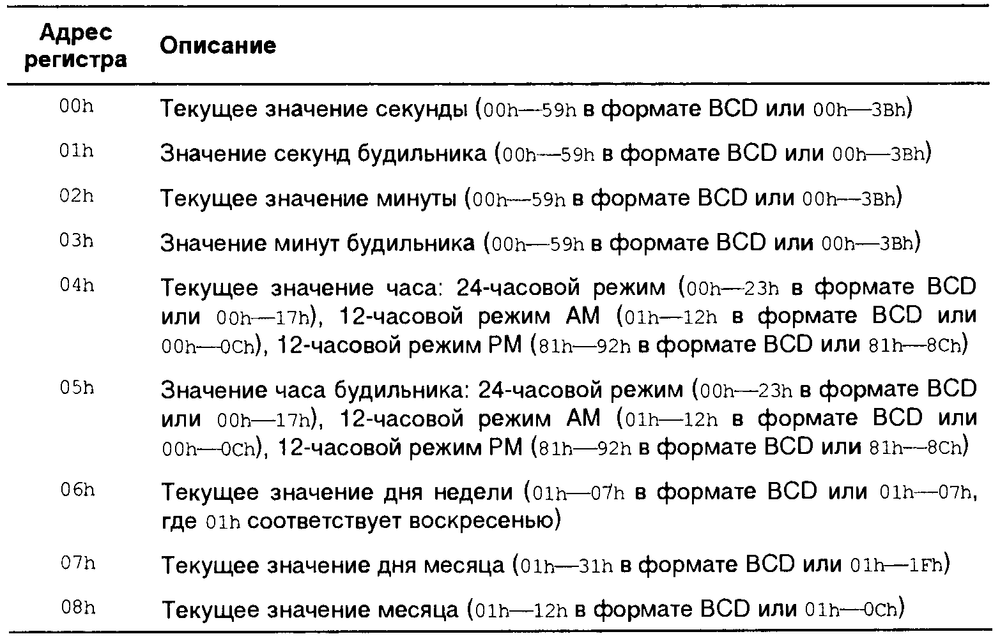 Адрес регистра Описание
00h Текущее значение секунды (00h—59h в формате BCD или 00h—3Bh)
01h Значение секунд будильника (00h—59h в формате BCD или 00h—3Bh)
02h Текущее значение минуты (00h—59h в формате BCD или 00h—3Bh)
03h Значение минут будильника (00h—59h в формате BCD или 00h—3Bh)
04h Текущее значение часа: 24-часовой режим (00h—23h в формате BCD
или 00h—17h), 12-часовой режим AM (01h—12h в формате BCD или
00h—0Ch), 12-часовой режим PM (81h—92h в формате BCD или 81h—8Ch)
05h Значение часа будильника: 24-часовой режим (00h—23h в формате BCD
или 00h—17h), 12-часовой режим AM (01h—12h в формате BCD или
00h—0Ch), 12-часовой режим PM (81h—92h в формате BCD или 81h—8Ch)
06h Текущее значение дня недели (01h—07h в формате BCD или 01h—07h,
где 01h соответствует воскресенью)
07h Текущее значение дня месяца (01h—31h в формате BCD или 01h—1Fh)
08h Текущее значение месяца (01h—12h в формате BCD или 01h—0Ch)